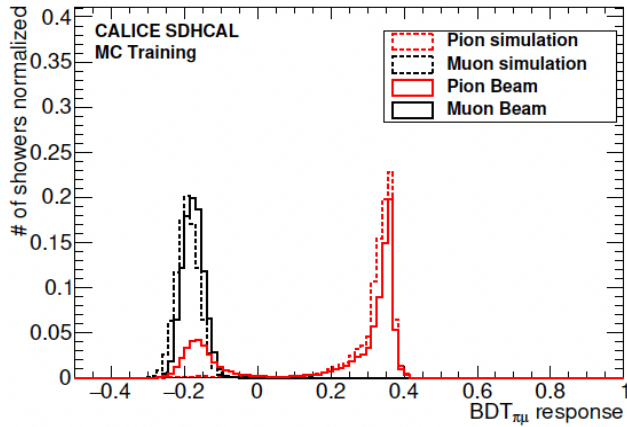 CALICE SDHCAL
MC Training
Pion simulation
Muon simulation
Pion Beam
Muon Beam
# of showers normalized
0.4
0.35
0.3
0.25
0.2
0.15
0.1
0.05
0
−0.4 −0.2 0 0.2 0.4 0.6 0.8 1
BDTπμ response